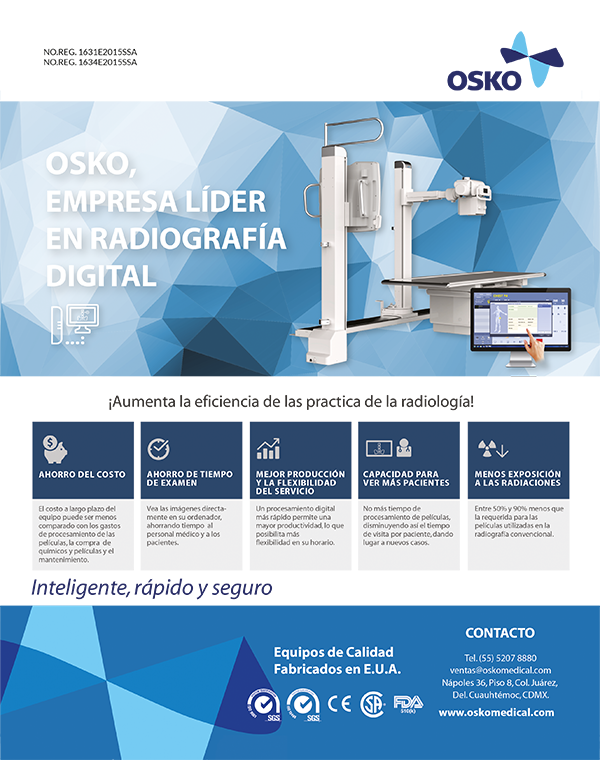 NO.REG. 1631E2015SSA
NO.REG. 1634E2015SSA
OSKO
OSKO,
EMPRESA LÍDER
EN RADIOGRAFÍA
DIGITAL
¡Aumenta la eficiencia de las practica de la radiología!
AHORRO DEL COSTO
El costo a largo plazo del
equipo puede ser menos
comparado con los gastos
de procesamiento de las
películas, la compra de
químicos y películas y el
mantenimiento.
AHORRO DE TIEMPO
DE EXAMEN
Vea las imágenes directa-
mente en su ordenador,
ahorrando tiempo al
personal médico y a los
pacientes.
MEJOR PRODUCCIÓN
Y LA FLEXIBILIDAD
DEL SERVICIO
Un procesamiento digital
más rápido permite una
mayor productividad, lo que
posibilita más
flexibilidad en su horario.
CAPACIDAD PARA
VER MÁS PACIENTES
No más tiempo de
procesamiento de películas,
disminuyendo así el tiempo
de visita por paciente, dando
lugar a nuevos casos.
MENOS EXPOSICIÓN
A LAS RADIACIONES
Entre 50% y 90% menos que
la requerida para las
películas utilizadas en la
radiografía convencional.
Inteligente, rápido y seguro
Equipos de Calidad
Fabricados en E.U.A.
SGS
SGS
CE
SA
FDA
510(k)
CONTACTO
Tel. (55) 5207 8880
ventas@oskomedical.com
Nápoles 36, Piso 8, Col. Juárez,
Del. Cuauhtémoc, CDMX.
www.oskomedical.com